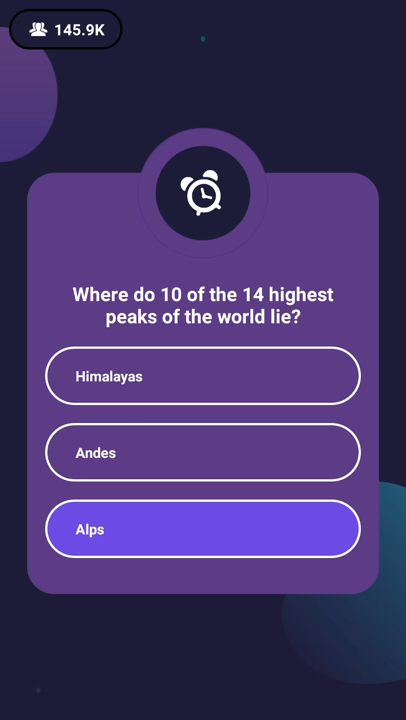 145.9K
Where do 10 of the 14 highest
peaks of the world lie?
Himalayas
Andes
Alps